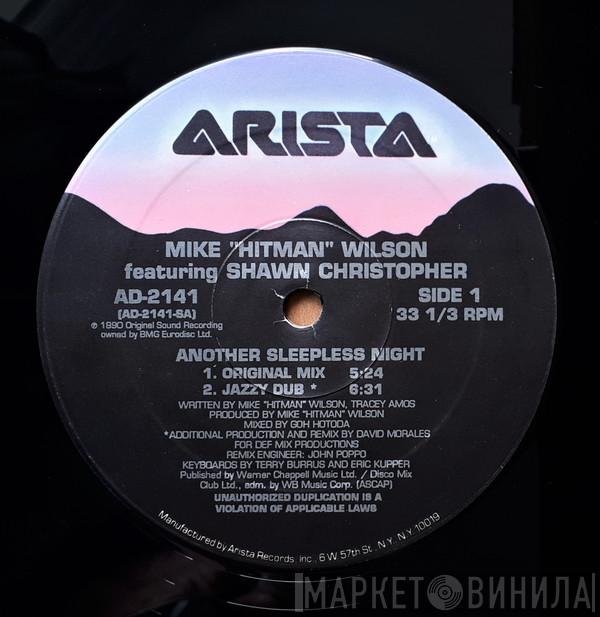 ARISTA
MIKE "HITMAN" WILSON
featuring SHAWN CHRISTOPHER
AD-2141
(AD-2141-SA)
℗ 1990 Original Sound Recording
owned by BMG Eurodisc Ltd.
SIDE 1
33 1/3 RPM
ANOTHER SLEEPLESS NIGHT
1. ORIGINAL MIX 5:24
2. JAZZY DUB * 6:31
WRITTEN BY MIKE "HITMAN" WILSON, TRACEY AMOS
PRODUCED BY MIKE "HITMAN" WILSON
MIXED BY GOH HOTODA
*ADDITIONAL PRODUCTION AND REMIX BY DAVID MORALES
FOR DEF MIX PRODUCTIONS
REMIX ENGINEER: JOHN POPPO
KEYBOARDS BY TERRY BURRUS AND ERIC KUPPER
Published by Warner Chappell Music Ltd. / Disco Mix
Club Ltd., adm. by WB Music Corp. (ASCAP)
UNAUTHORIZED DUPLICATION IS A
VIOLATION OF APPLICABLE LAWS
Manufactured by Arista Records, Inc., 6 W 57th St., N.Y., N.Y. 10019
МАРКЕТ ВИНИЛА